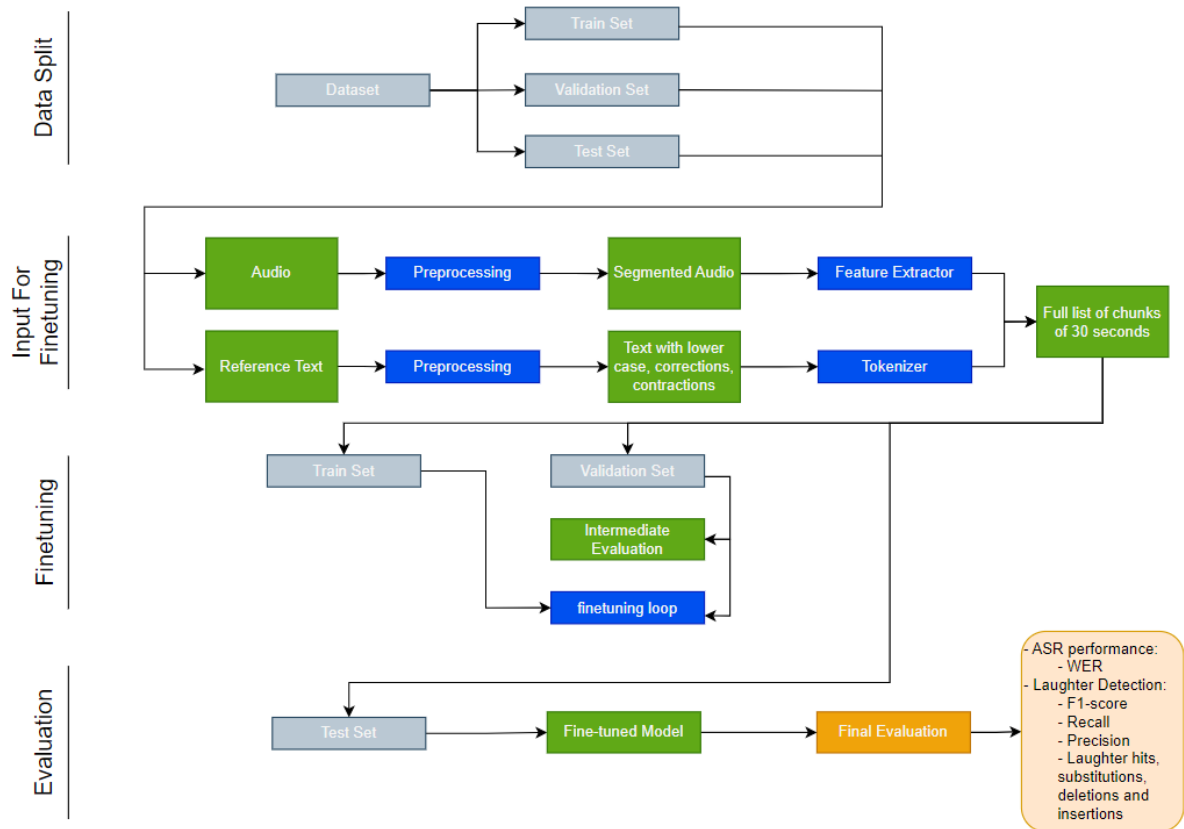 Data Split
Train Set
Dataset
Validation Set
Test Set
Input For
Finetuning
Audio
Preprocessing
Segmented Audio
Feature Extractor
Full list of chunks
of 30 seconds
Reference Text
Preprocessing
Text with lower
case, corrections,
contractions
Tokenizer
Finetuning
Train Set
Validation Set
Intermediate
Evaluation
finetuning loop
Evaluation
Test Set
Fine-tuned Model
Final Evaluation
- ASR performance:
- WER
- Laughter Detection:
- F1-score
- Recall
- Precision
- Laughter hits,
substitutions,
deletions and
insertions